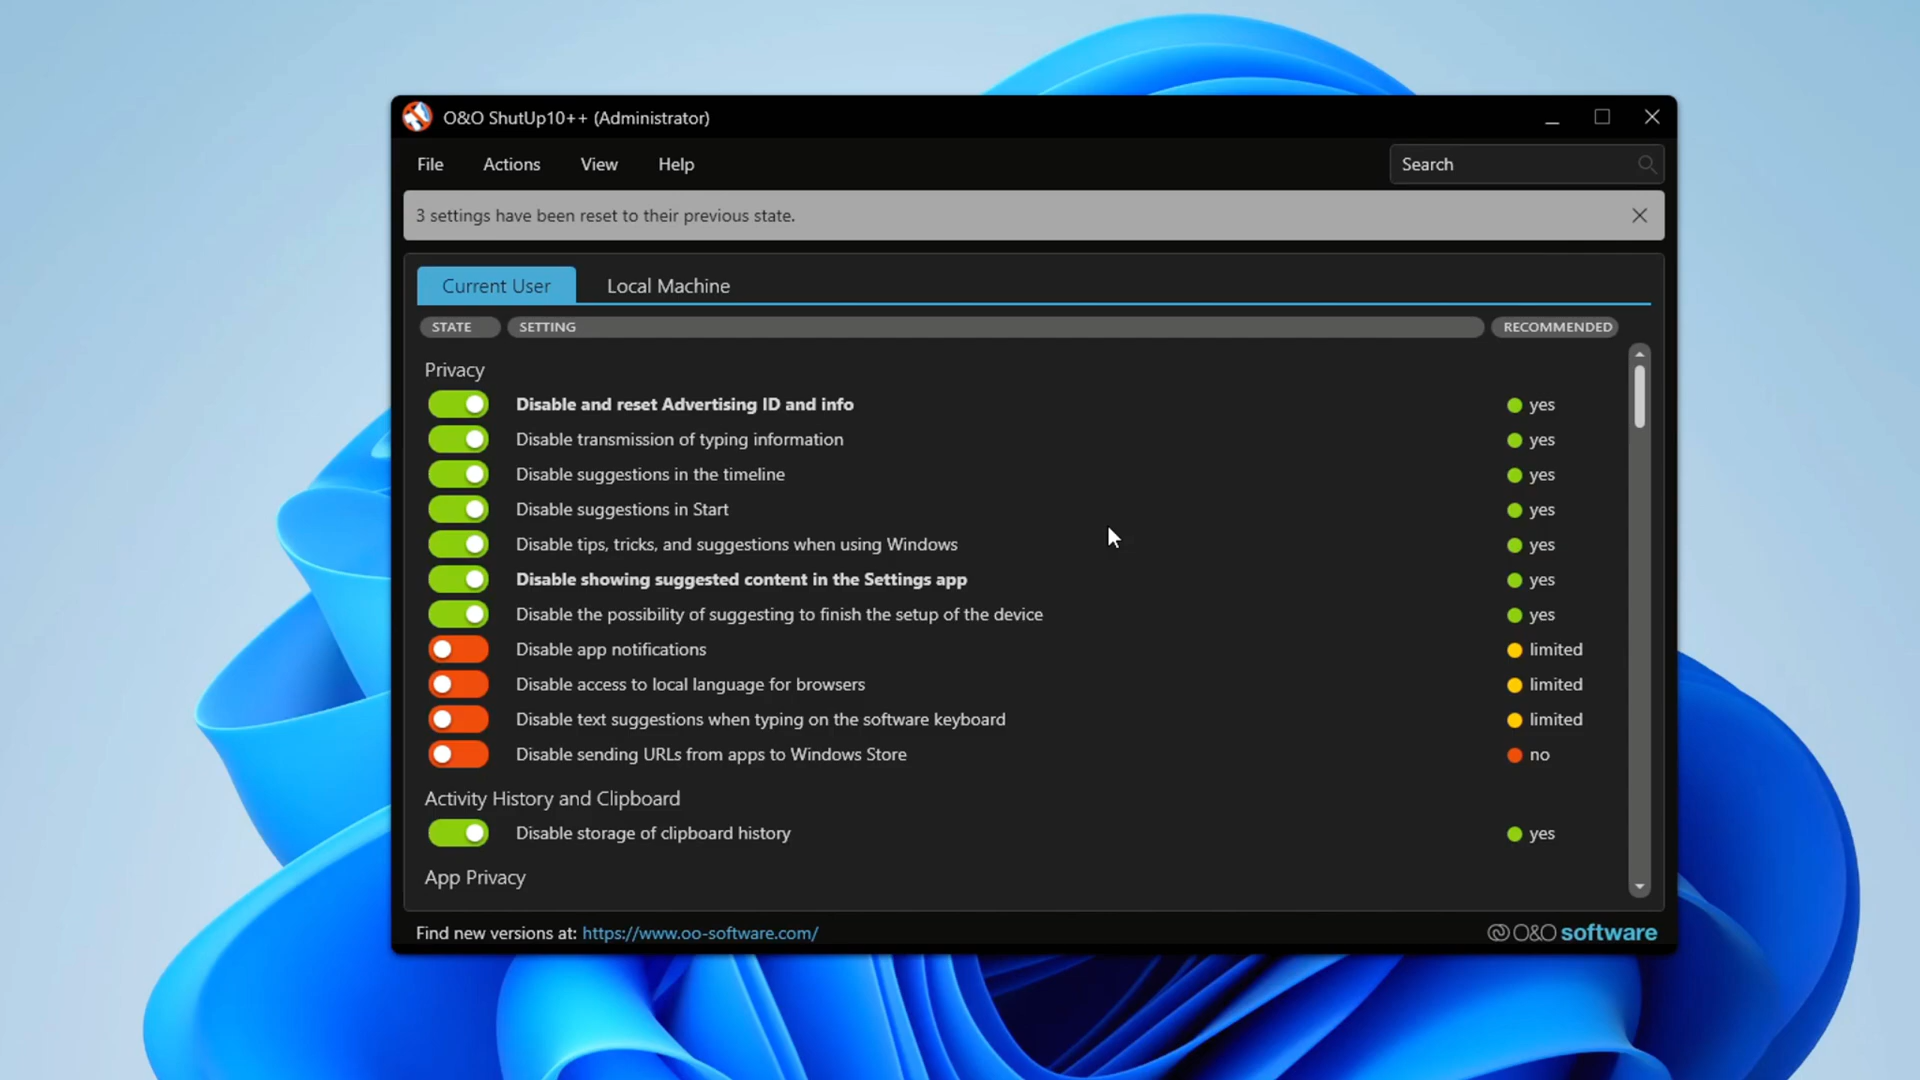 O&O ShutUp10++ (Administrator)
File Actions View Help Search
3 settings have been reset to their previous state.
Current User Local Machine
STATE SETTING RECOMMENDED
Privacy
Disable and reset Advertising ID and info yes
Disable transmission of typing information yes
Disable suggestions in the timeline yes
Disable suggestions in Start yes
Disable tips, tricks, and suggestions when using Windows yes
Disable showing suggested content in the Settings app yes
Disable the possibility of suggesting to finish the setup of the device yes
Disable app notifications limited
Disable access to local language for browsers limited
Disable text suggestions when typing on the software keyboard limited
Disable sending URLs from apps to Windows Store no
Activity History and Clipboard
Disable storage of clipboard history yes
App Privacy
Find new versions at: https://www.oo-software.com/ O&O software